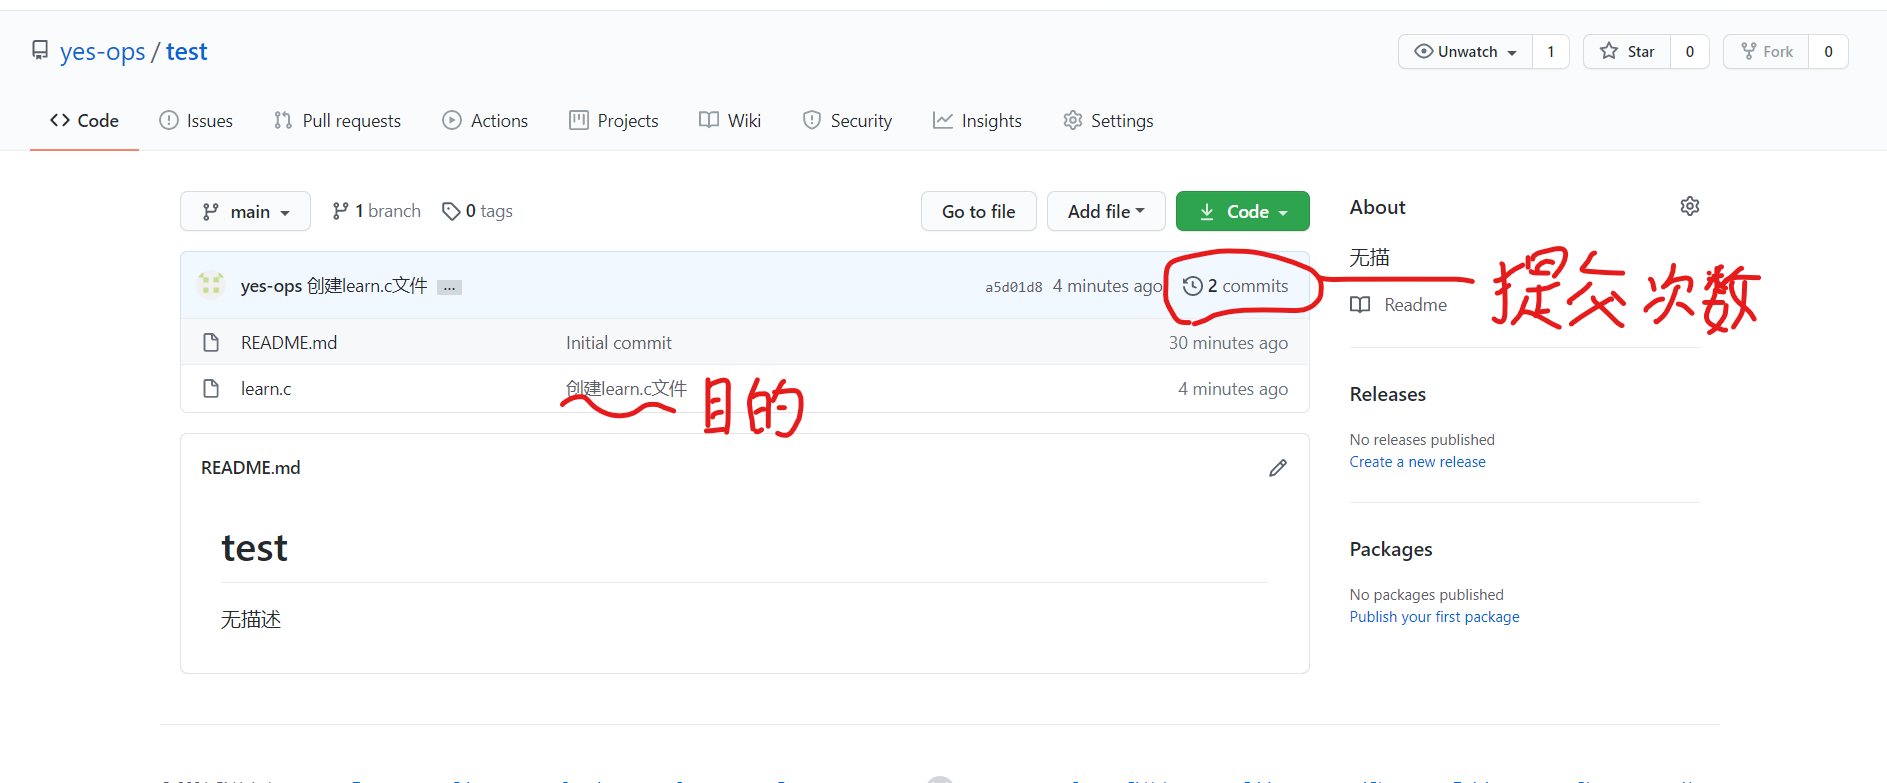 yes-ops / test
Unwatch 1 Star 0 Fork 0
Code Issues Pull requests Actions Projects Wiki Security Insights Settings
main 1 branch 0 tags Go to file Add file Code
yes-ops 创建learn.c文件 ... a5d01d8 4 minutes ago 2 commits
README.md Initial commit 30 minutes ago
learn.c 创建learn.c文件 4 minutes ago
目的
README.md
test
无描述
About
无描
提交次数
Readme
Releases
No releases published
Create a new release
Packages
No packages published
Publish your first package